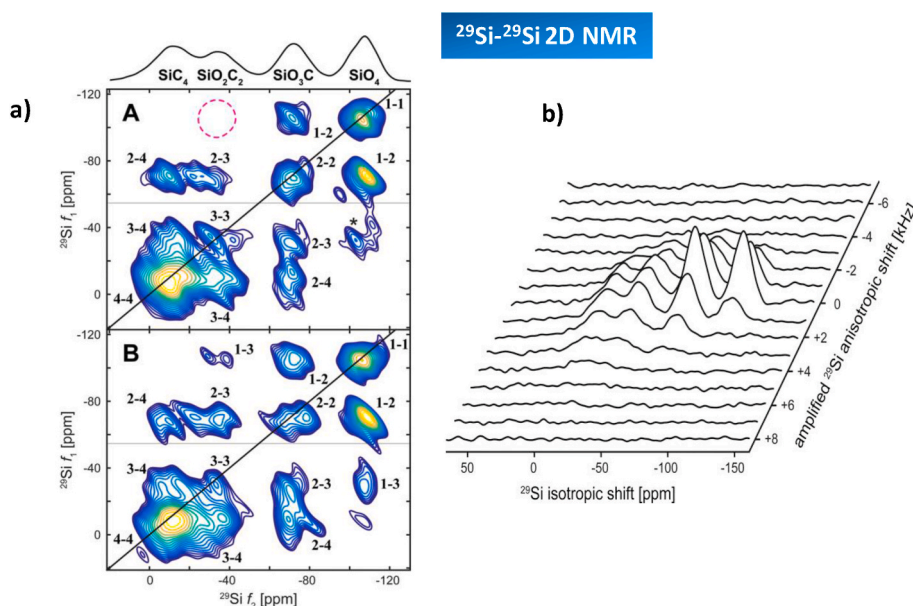 ²⁹Si-²⁹Si 2D NMR
a)
SiC₄ SiO₂C₂ SiO₃C SiO₄
-120
-80
-40
0
²⁹Si f₁ [ppm]
A
1-1
1-2
2-4 2-3 2-2 1-2
3-4 3-3 2-3 *
4-4 3-4 2-4
-120
-80
-40
0
²⁹Si f₁ [ppm]
B
1-3 1-1
1-2
2-4 2-3 2-2 1-2
3-4 3-3 2-3 1-3
4-4 3-4 2-4
0 -40 -80 -120
²⁹Si f₂ [ppm]
b)
-6
-4
-2
0
+2
+4
+6
+8
amplified ²⁹Si anisotropic shift [kHz]
50 0 -50 -100 -150
²⁹Si isotropic shift [ppm]